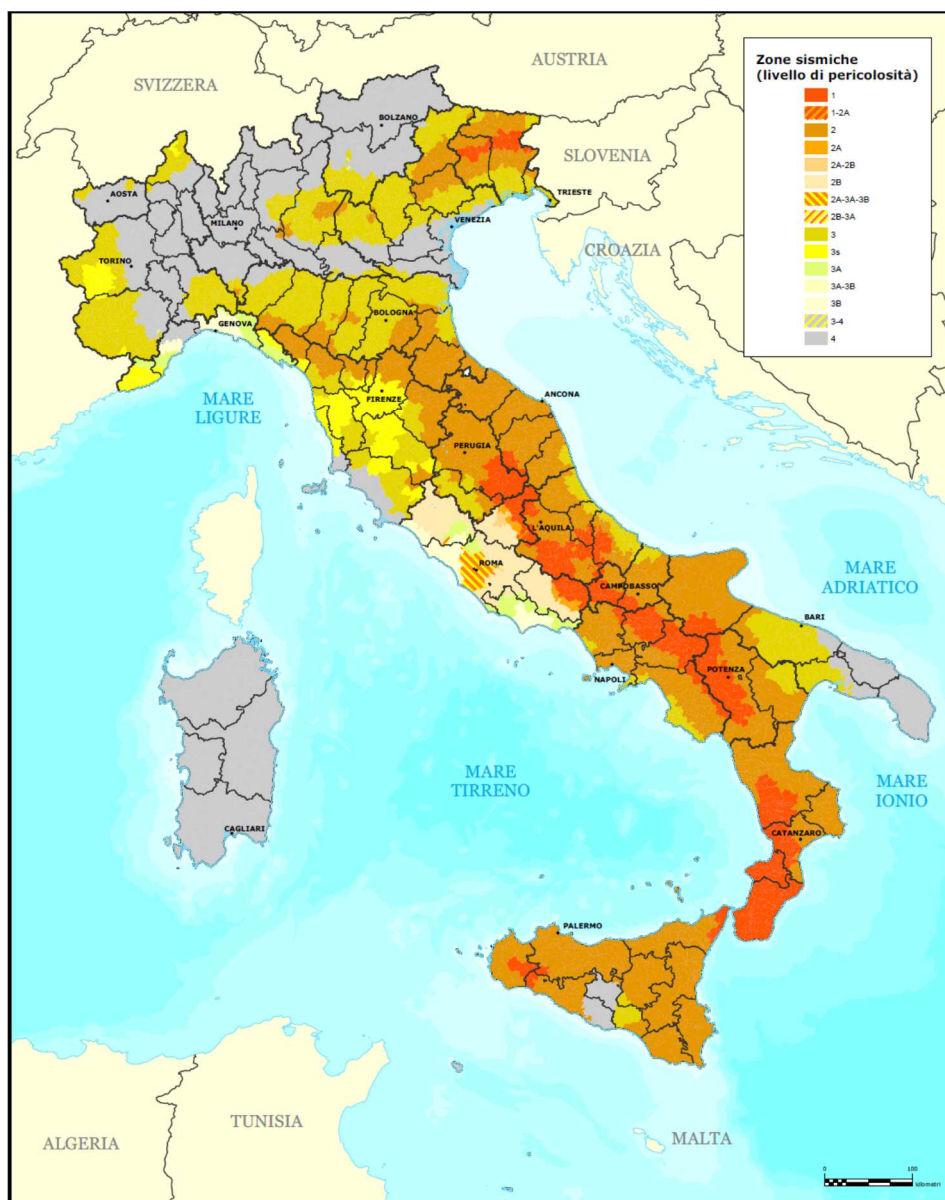 AUSTRIA
SVIZZERA
Zone sismiche
(livello di pericolosità)
1
1-2A
2
2A
2A-2B
2B
2A-3A-3B
2B-3A
3
3s
3A
3A-3B
3B
3-4
4
BOLZANO
SLOVENIA
AOSTA
TRIESTE
MILANO
VENEZIA
CROAZIA
TORINO
BOLOGNA
GENOVA
ANCONA
FIRENZE
MARE
LIGURE
PERUGIA
L'AQUILA
ROMA
MARE
ADRIATICO
CAMPOBASSO
BARI
NAPOLI
POTENZA
MARE
TIRRENO
MARE
IONIO
CAGLIARI
CATANZARO
PALERMO
TUNISIA
ALGERIA
MALTA
0
100
kilometri